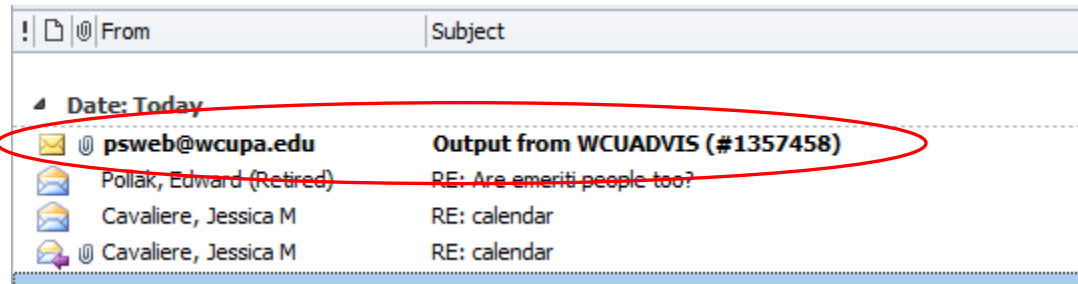 ! From Subject
Date: Today
psweb@wcupa.edu Output from WCUADVIS (#1357458)
Pollak, Edward (Retired) RE: Are emeriti people too?
Cavaliere, Jessica M RE: calendar
Cavaliere, Jessica M RE: calendar